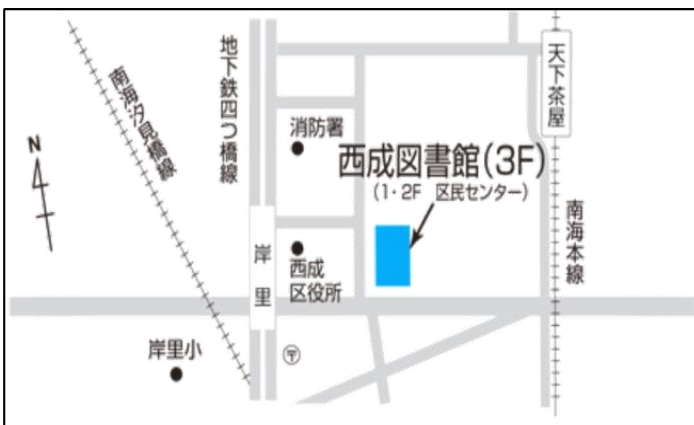 地下鉄四つ橋線
天下茶屋
南海汐見橋線
消防署
N
西成図書館(3F)
(1・2F 区民センター)
南海本線
岸里
西成
区役所
岸里小
〒